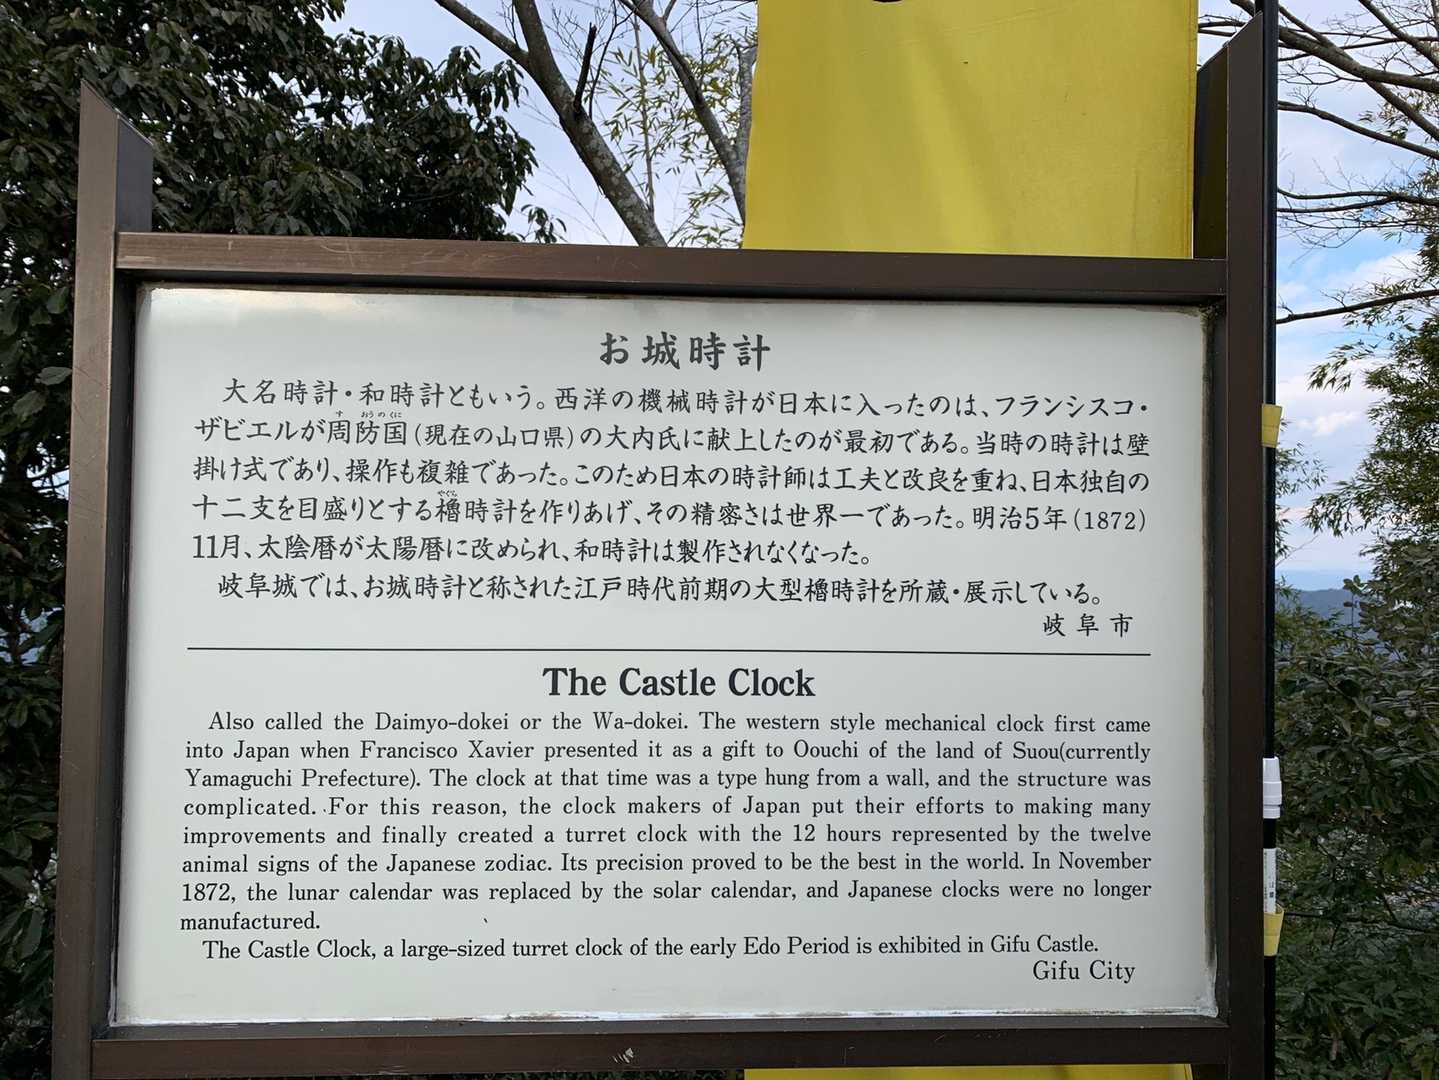 お城時計
大名時計・和時計ともいう。西洋の機械時計が日本に入ったのは、フランシスコ・
ザビエルが周防国(現在の山口県)の大内氏に献上したのが最初である。当時の時計は壁
掛け式であり、操作も複雑であった。このため日本の時計師は工夫と改良を重ね、日本独自の
十二支を目盛りとする櫓時計を作りあげ、その精密さは世界一であった。明治5年(1872)
11月、太陰暦が太陽暦に改められ、和時計は製作されなくなった。
岐阜城では、お城時計と称された江戸時代前期の大型櫓時計を所蔵・展示している。
岐阜市
The Castle Clock
Also called the Daimyo-dokei or the Wa-dokei. The western style mechanical clock first came
into Japan when Francisco Xavier presented it as a gift to Oouchi of the land of Suou(currently
Yamaguchi Prefecture). The clock at that time was a type hung from a wall, and the structure was
complicated. For this reason, the clock makers of Japan put their efforts to making many
improvements and finally created a turret clock with the 12 hours represented by the twelve
animal signs of the Japanese zodiac. Its precision proved to be the best in the world. In November
1872, the lunar calendar was replaced by the solar calendar, and Japanese clocks were no longer
manufactured.
The Castle Clock, a large-sized turret clock of the early Edo Period is exhibited in Gifu Castle.
Gifu City